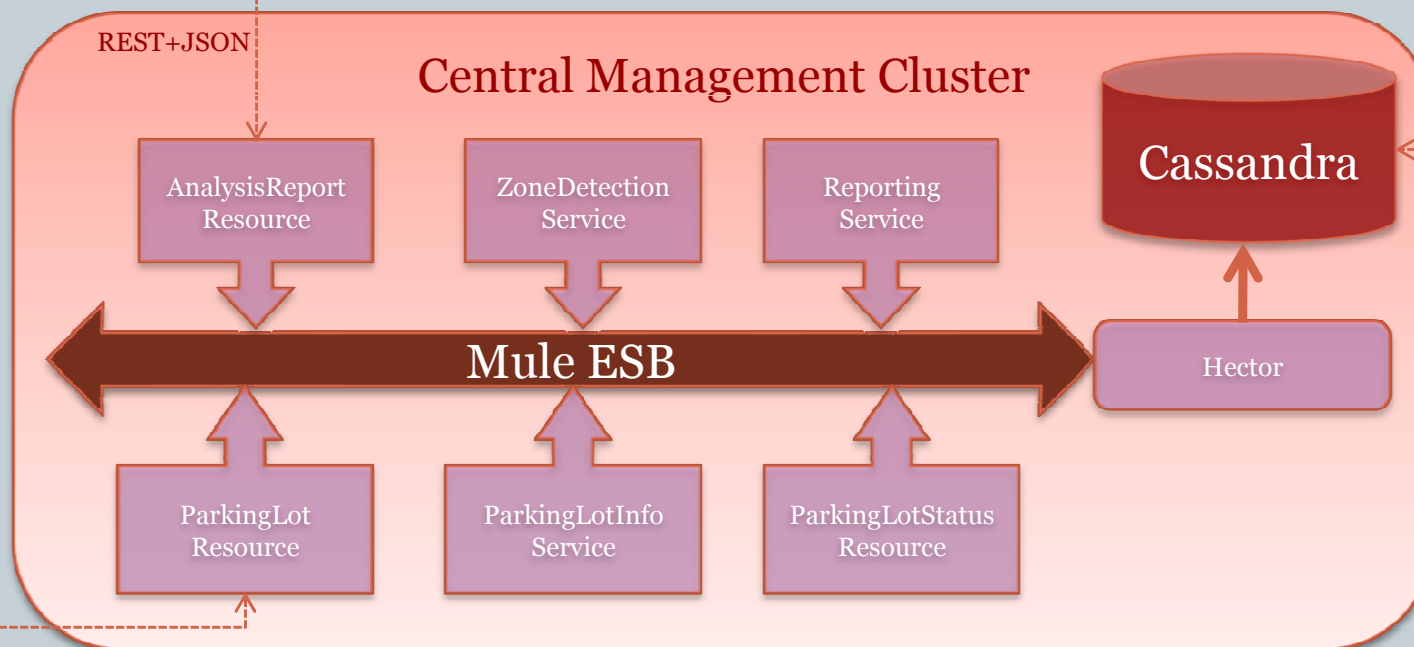 REST+JSON
Central Management Cluster
Cassandra
AnalysisReport
Resource
ZoneDetection
Service
Reporting
Service
Mule ESB
Hector
ParkingLot
Resource
ParkingLotInfo
Service
ParkingLotStatus
Resource